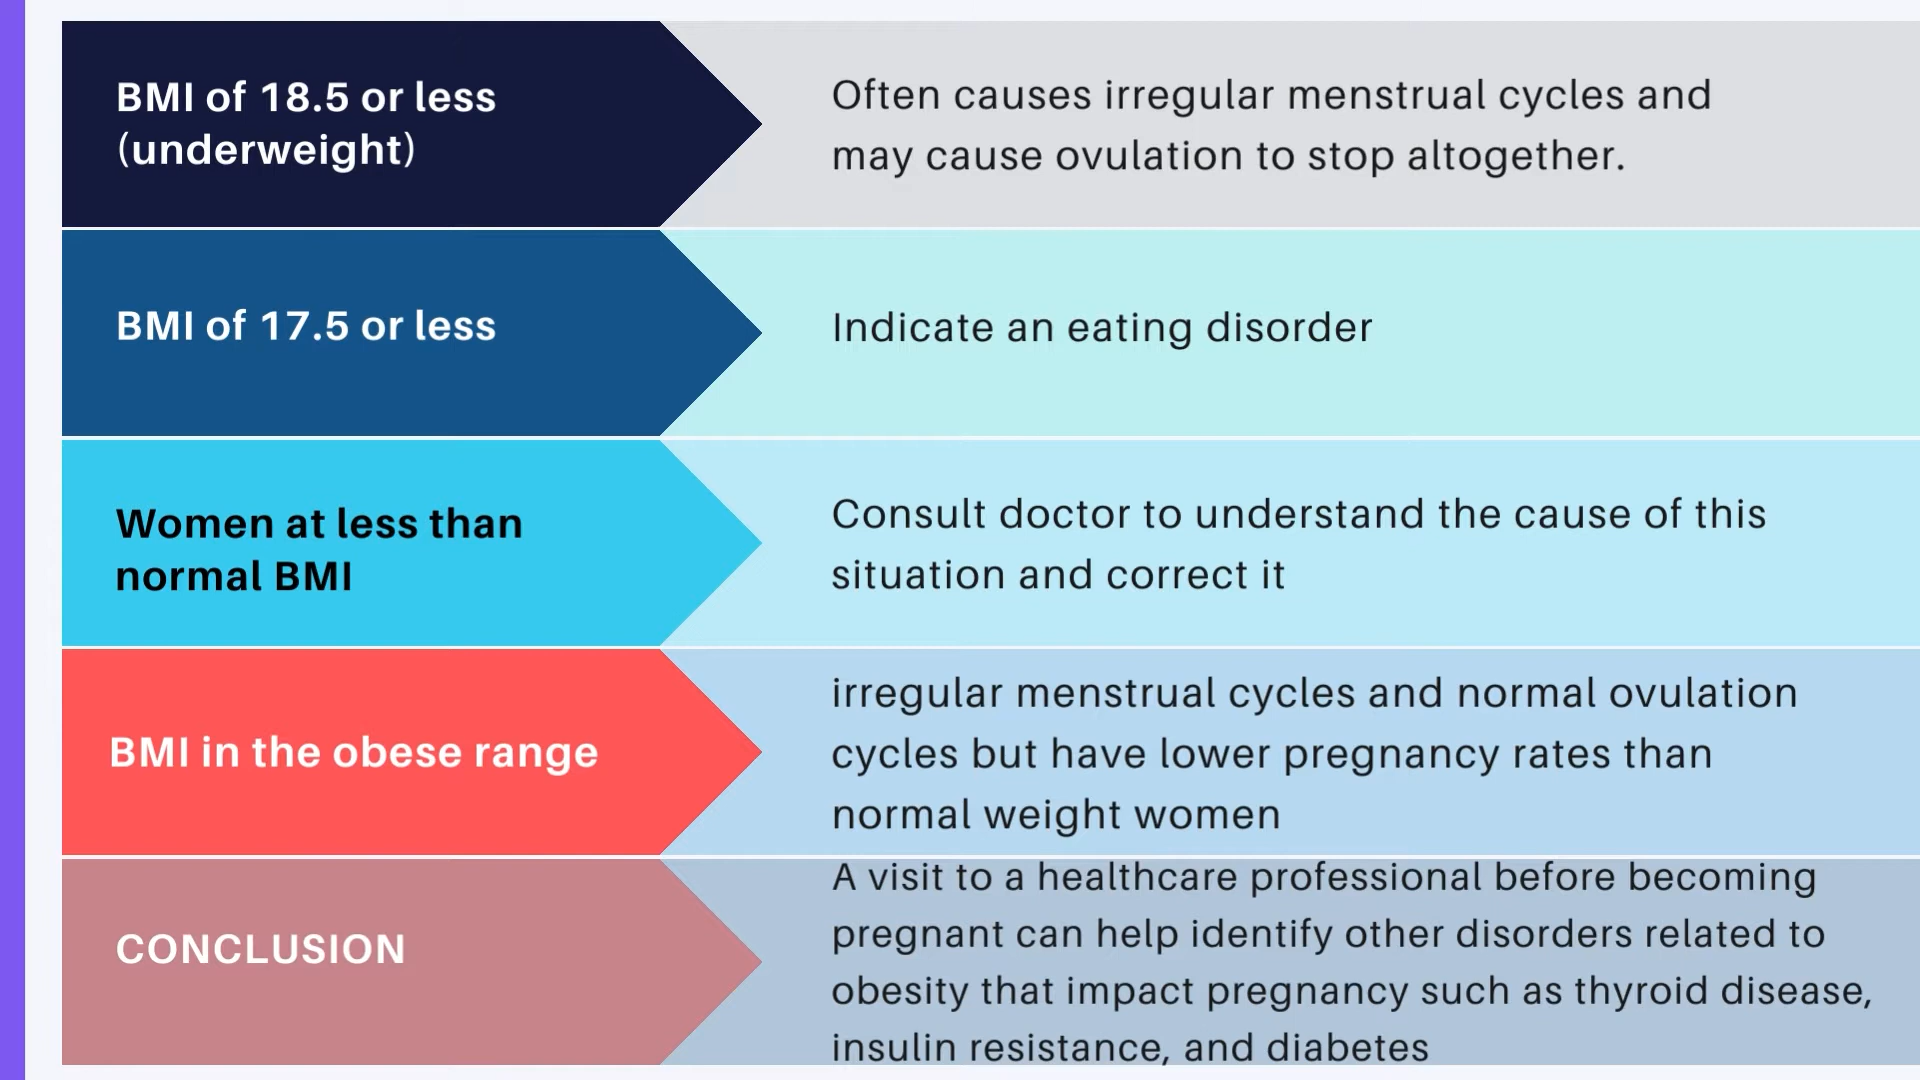 BMI of 18.5 or less
(underweight)
Often causes irregular menstrual cycles and
may cause ovulation to stop altogether.
BMI of 17.5 or less
Indicate an eating disorder
Women at less than
normal BMI
Consult doctor to understand the cause of this
situation and correct it
BMI in the obese range
irregular menstrual cycles and normal ovulation
cycles but have lower pregnancy rates than
normal weight women
CONCLUSION
A visit to a healthcare professional before becoming
pregnant can help identify other disorders related to
obesity that impact pregnancy such as thyroid disease,
insulin resistance, and diabetes